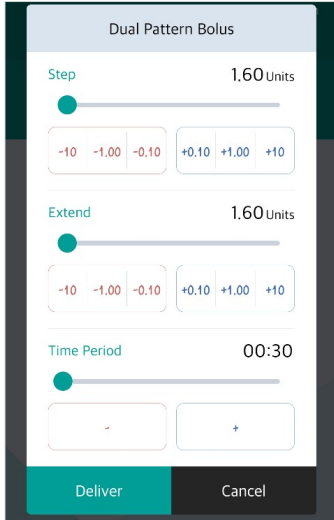 Dual Pattern Bolus
Step 1.60 Units
-10 -1.00 -0.10 +0.10 +1.00 +10
Extend 1.60 Units
-10 -1.00 -0.10 +0.10 +1.00 +10
Time Period 00:30
- +
Deliver Cancel